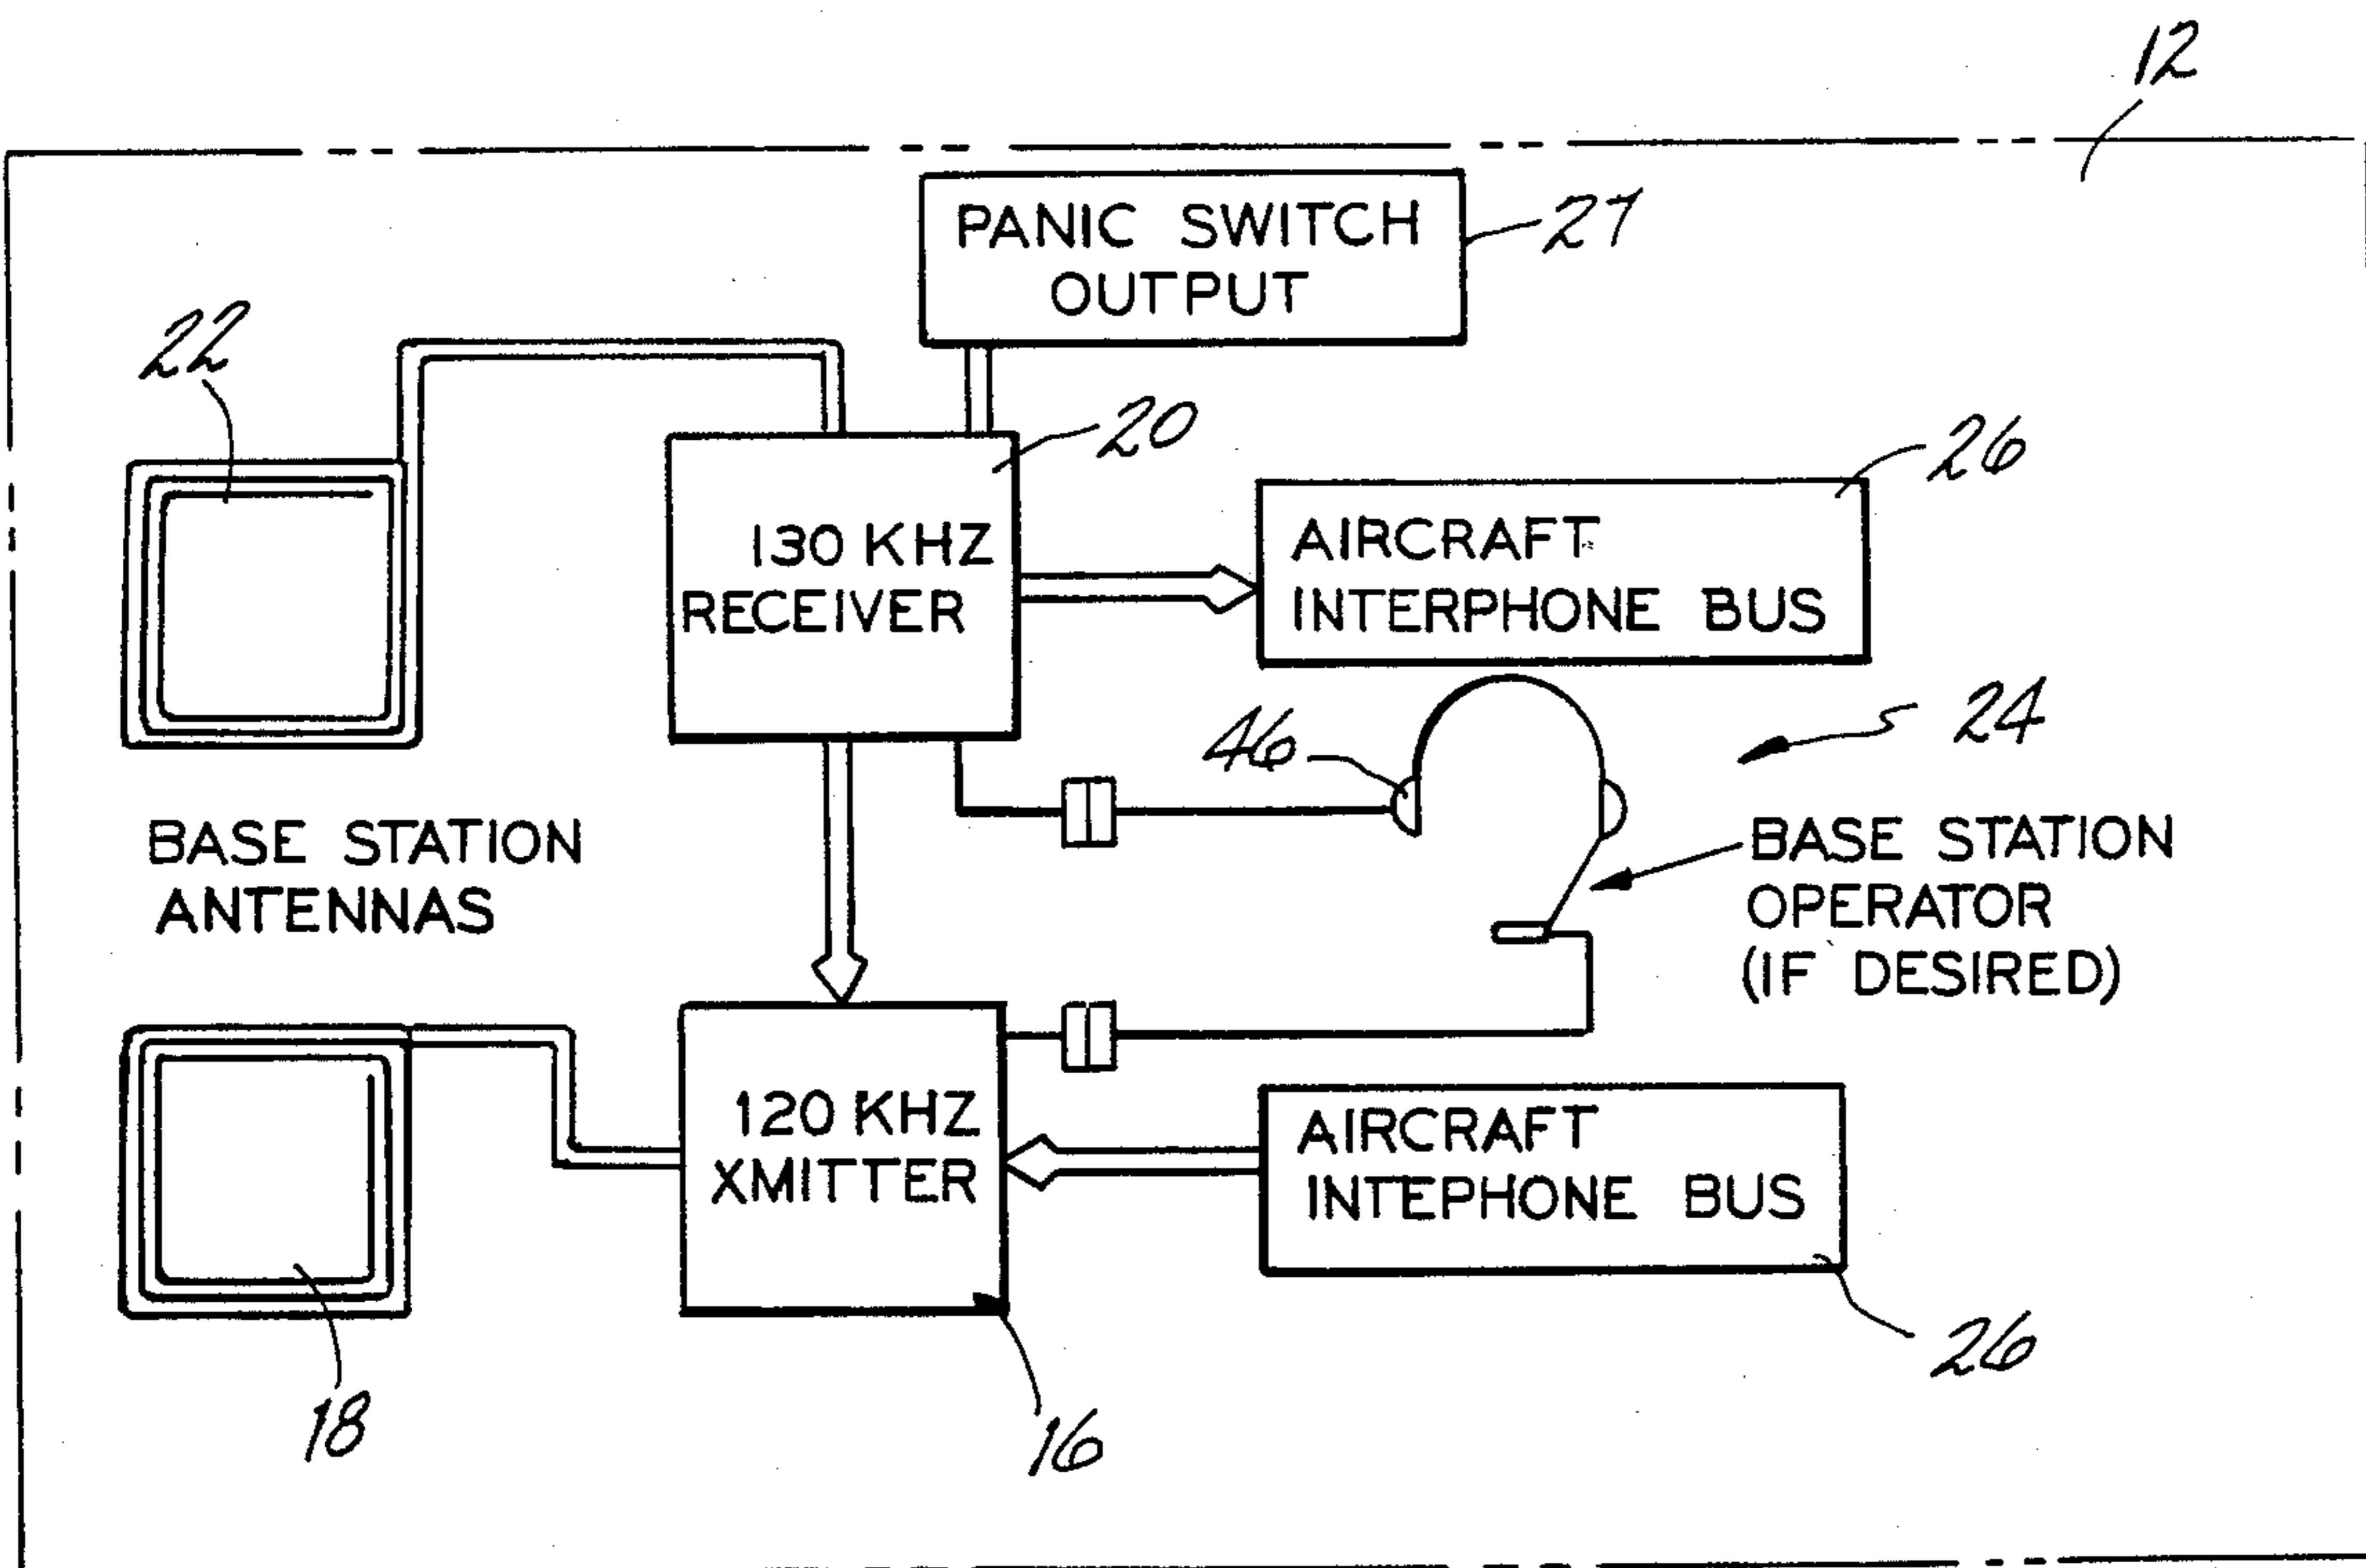 12
PANIC SWITCH
OUTPUT
27
22
20
26
130 KHZ
RECEIVER
AIRCRAFT
INTERPHONE BUS
46
24
BASE STATION
ANTENNAS
BASE STATION
OPERATOR
(IF DESIRED)
120 KHZ
XMITTER
AIRCRAFT
INTEPHONE BUS
26
18
16